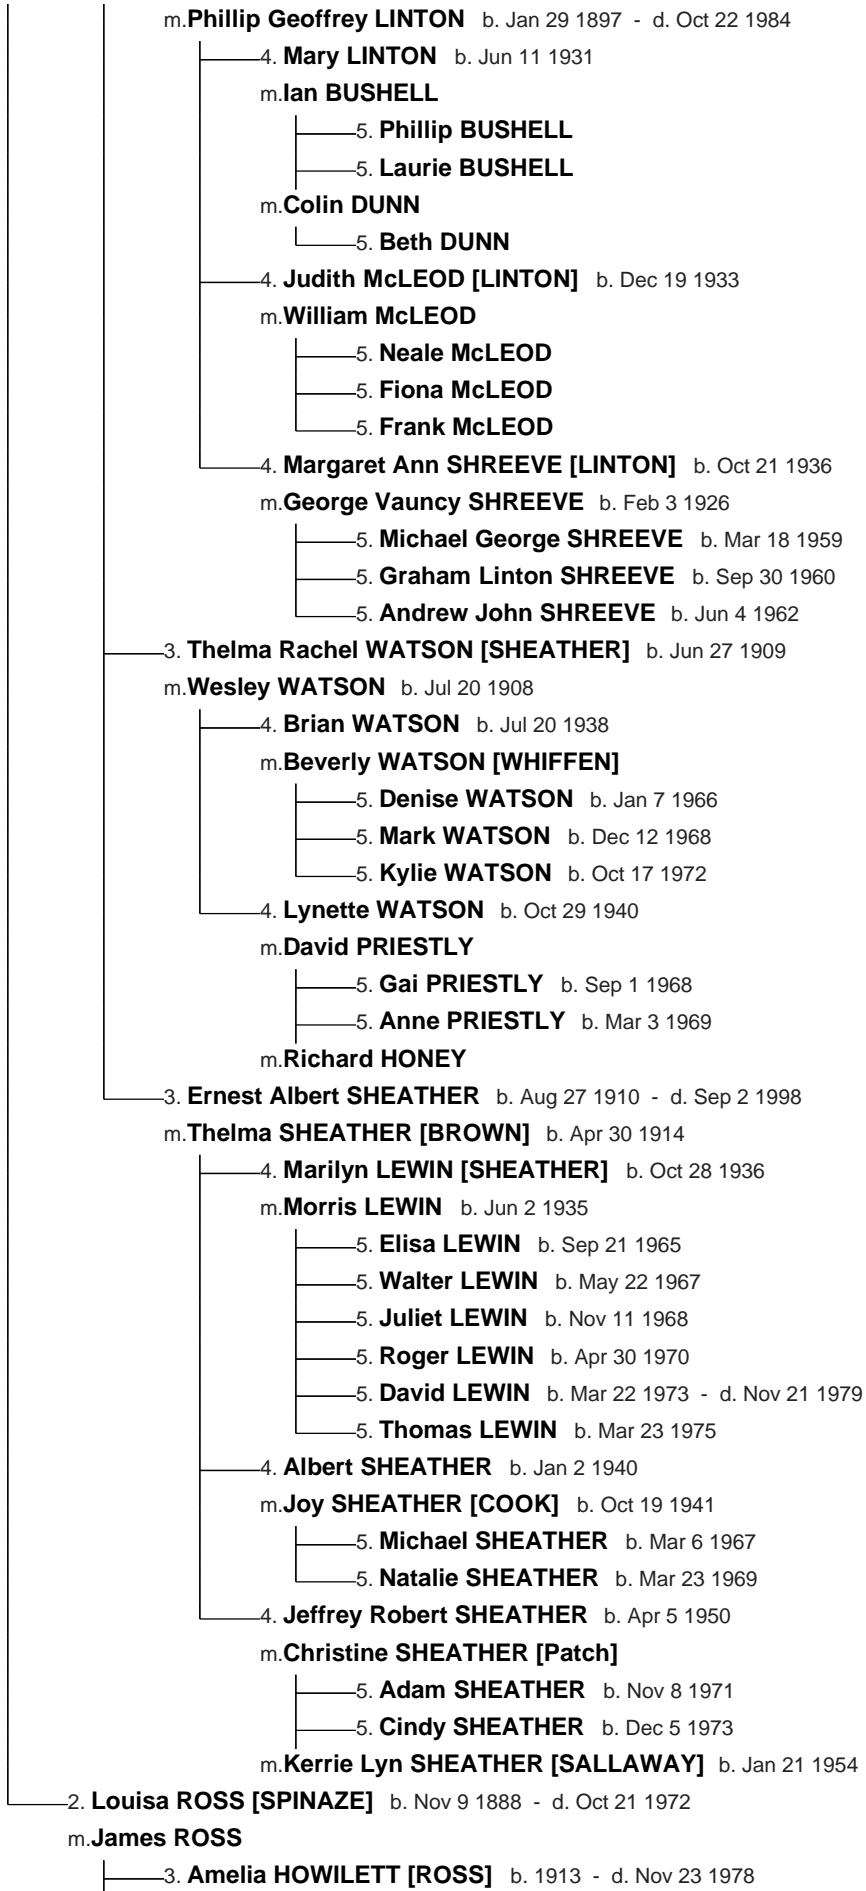 m.Phillip Geoffrey LINTON b. Jan 29 1897 - d. Oct 22 1984
4. Mary LINTON b. Jun 11 1931
m.Ian BUSHELL
5. Phillip BUSHELL
5. Laurie BUSHELL
m.Colin DUNN
5. Beth DUNN
4. Judith McLEOD [LINTON] b. Dec 19 1933
m.William McLEOD
5. Neale McLEOD
5. Fiona McLEOD
5. Frank McLEOD
4. Margaret Ann SHREEVE [LINTON] b. Oct 21 1936
m.George Vauncy SHREEVE b. Feb 3 1926
5. Michael George SHREEVE b. Mar 18 1959
5. Graham Linton SHREEVE b. Sep 30 1960
5. Andrew John SHREEVE b. Jun 4 1962
3. Thelma Rachel WATSON [SHEATHER] b. Jun 27 1909
m.Wesley WATSON b. Jul 20 1908
4. Brian WATSON b. Jul 20 1938
m.Beverly WATSON [WHIFFEN]
5. Denise WATSON b. Jan 7 1966
5. Mark WATSON b. Dec 12 1968
5. Kylie WATSON b. Oct 17 1972
4. Lynette WATSON b. Oct 29 1940
m.David PRIESTLY
5. Gai PRIESTLY b. Sep 1 1968
5. Anne PRIESTLY b. Mar 3 1969
m.Richard HONEY
3. Ernest Albert SHEATHER b. Aug 27 1910 - d. Sep 2 1998
m.Thelma SHEATHER [BROWN] b. Apr 30 1914
4. Marilyn LEWIN [SHEATHER] b. Oct 28 1936
m.Morris LEWIN b. Jun 2 1935
5. Elisa LEWIN b. Sep 21 1965
5. Walter LEWIN b. May 22 1967
5. Juliet LEWIN b. Nov 11 1968
5. Roger LEWIN b. Apr 30 1970
5. David LEWIN b. Mar 22 1973 - d. Nov 21 1979
5. Thomas LEWIN b. Mar 23 1975
4. Albert SHEATHER b. Jan 2 1940
m.Joy SHEATHER [COOK] b. Oct 19 1941
5. Michael SHEATHER b. Mar 6 1967
5. Natalie SHEATHER b. Mar 23 1969
4. Jeffrey Robert SHEATHER b. Apr 5 1950
m.Christine SHEATHER [Patch]
5. Adam SHEATHER b. Nov 8 1971
5. Cindy SHEATHER b. Dec 5 1973
m.Kerrie Lyn SHEATHER [SALLAWAY] b. Jan 21 1954
2. Louisa ROSS [SPINAZE] b. Nov 9 1888 - d. Oct 21 1972
m.James ROSS
3. Amelia HOWILETT [ROSS] b. 1913 - d. Nov 23 1978